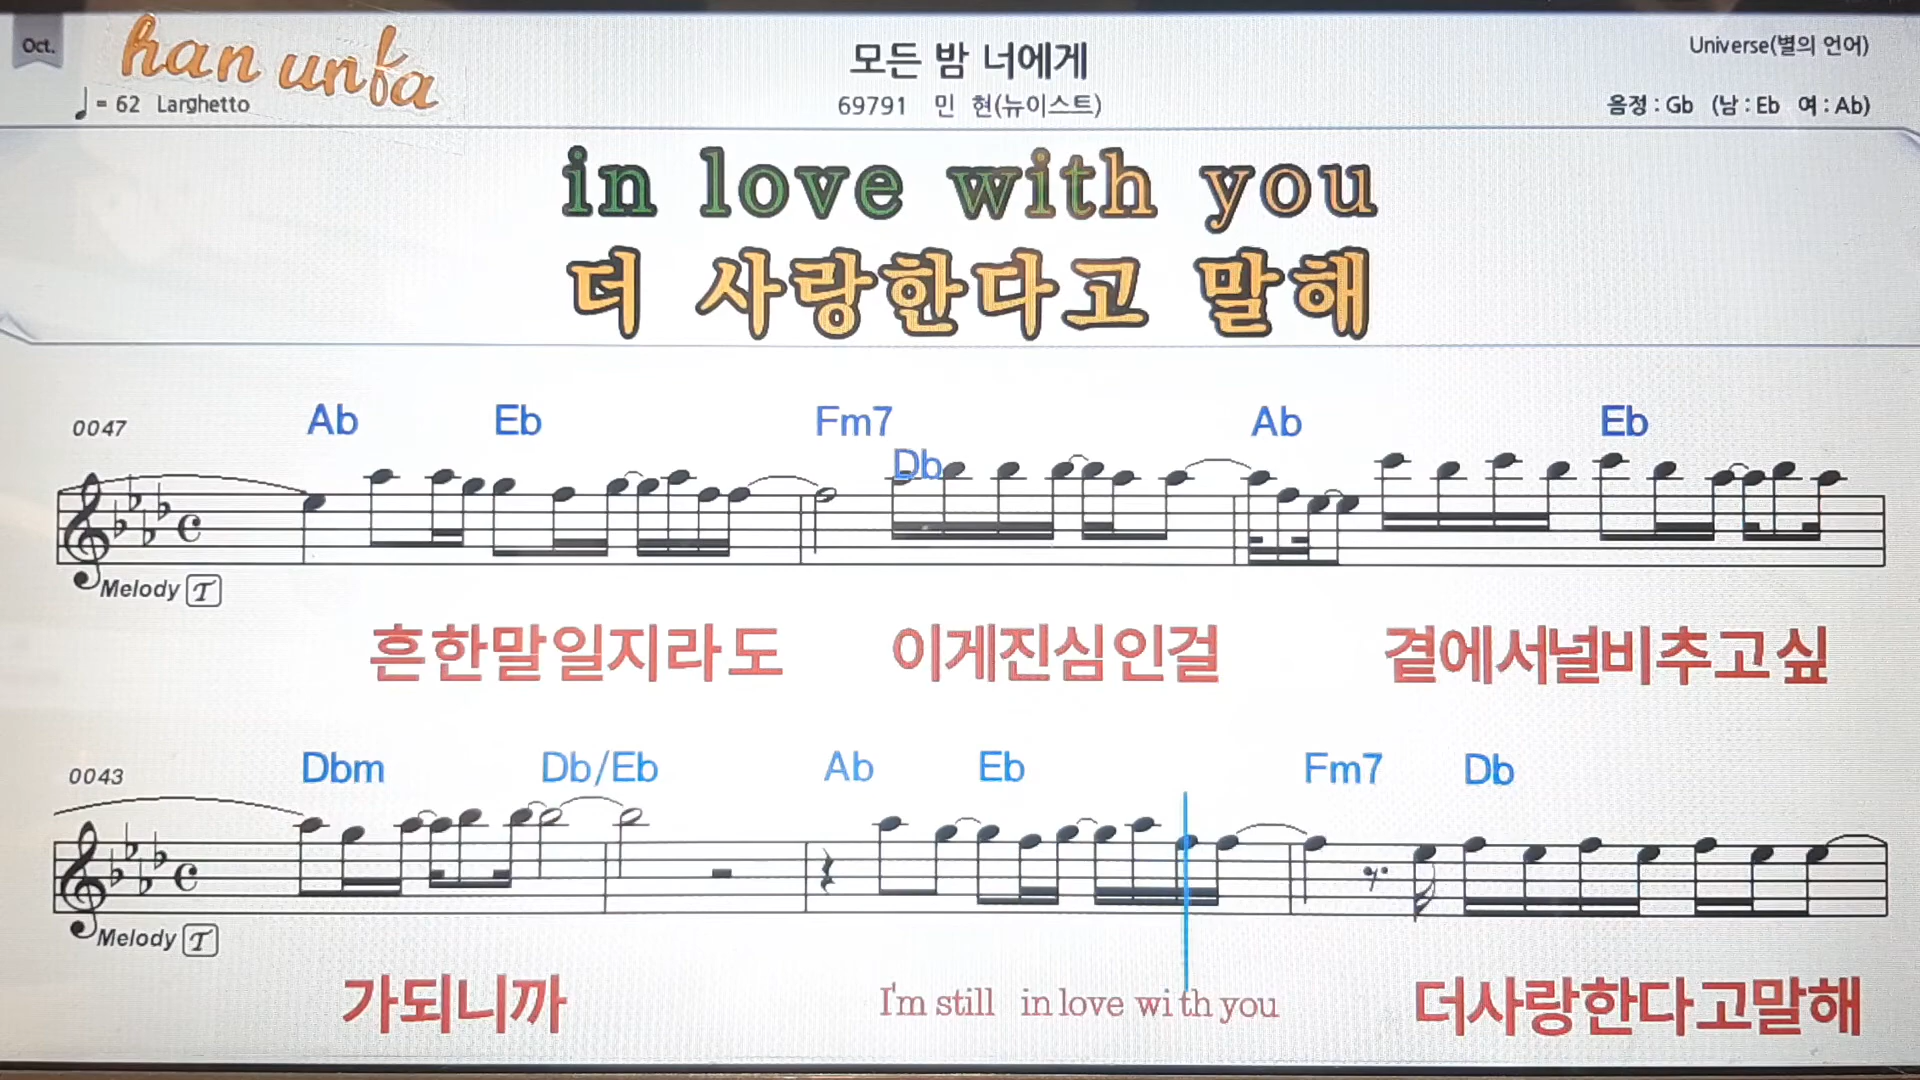 Oct.
han unfa
모든 밤 너에게
Universe(별의 언어)
= 62 Larghetto
69791 민 현(뉴이스트)
음정 : Gb (남 : Eb 여 : Ab)
in love with you
더 사랑한다고 말해
0047 Ab Eb Fm7 Db Ab Eb
Melody T
흔한말일지라도 이게진심인걸 곁에서널비추고싶
0043 Dbm Db/Eb Ab Eb Fm7 Db
Melody T
가되니까 I'm still in love with you 더사랑한다고말해